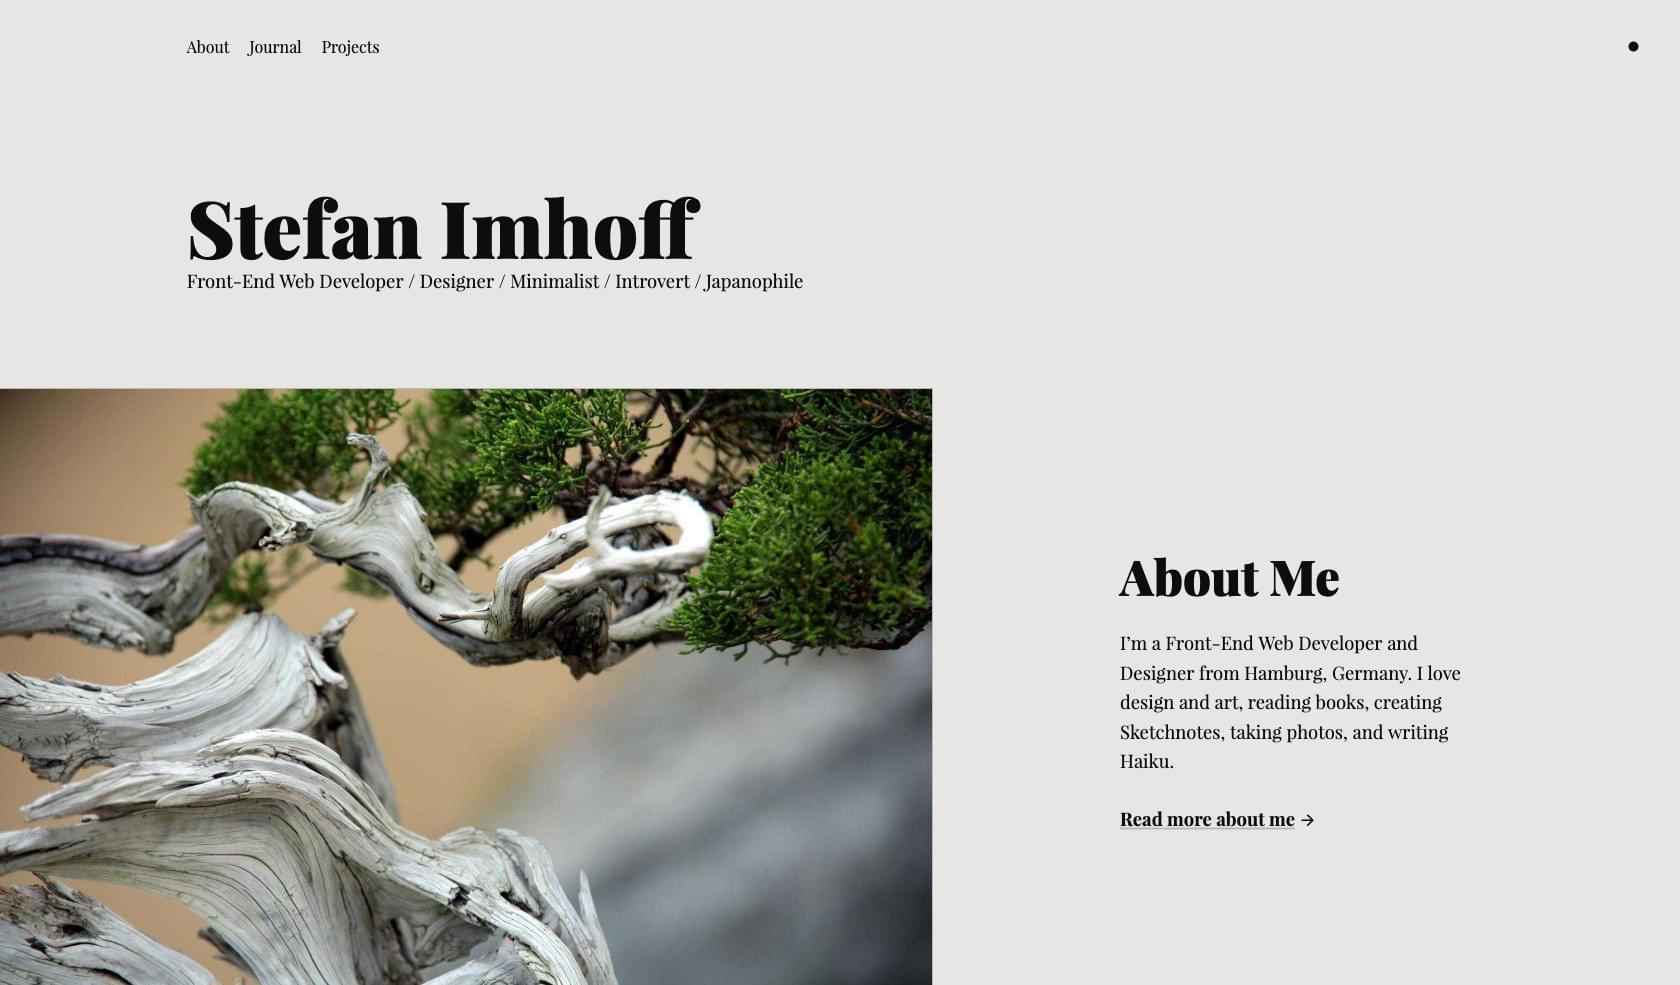 About Journal Projects
Stefan Imhoff
Front-End Web Developer / Designer / Minimalist / Introvert / Japanophile
About Me
I’m a Front-End Web Developer and
Designer from Hamburg, Germany. I love
design and art, reading books, creating
Sketchnotes, taking photos, and writing
Haiku.
Read more about me →